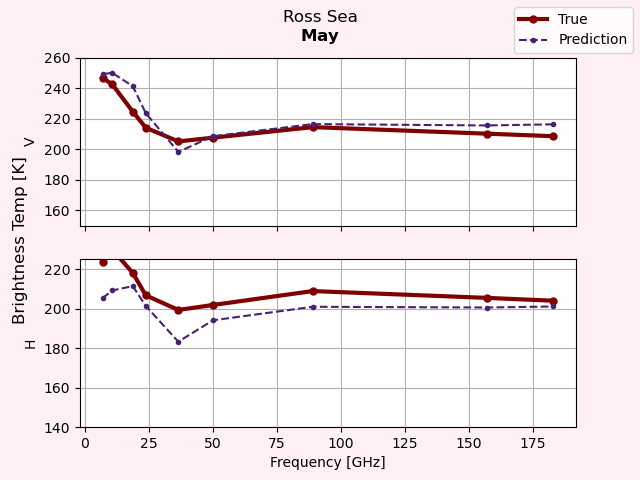 Ross Sea
May
True
Prediction
Brightness Temp [K]
V
260
240
220
200
180
160
H
220
200
180
160
140
0 25 50 75 100 125 150 175
Frequency [GHz]